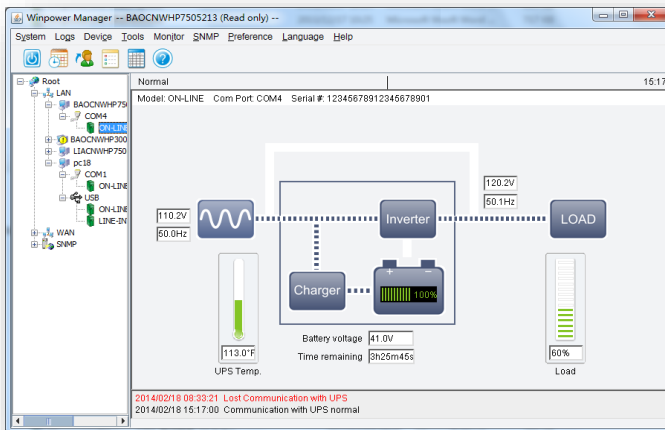 Winpower Manager -- BAOCNWHP7505213 (Read only) --
System Logs Device Tools Monitor SNMP Preference Language Help
Root
LAN
BAOCNWHP750
COM4
ON-LINE
BAOCNWHP300
LIACNWHP750
pc18
COM1
ON-LINE
USB
ON-LINE
LINE-IN
WAN
SNMP
Normal 15:17
Model: ON-LINE Com Port: COM4 Serial #: 12345678912345678901
120.2V
110.2V
50.1Hz
Inverter
LOAD
50.0Hz
+ −
Charger
100%
Battery voltage 41.0V
113.0°F
Time remaining 3h25m45s
60%
UPS Temp.
Load
2014/02/18 08:33:21 Lost Communication with UPS
2014/02/18 15:17:00 Communication with UPS normal